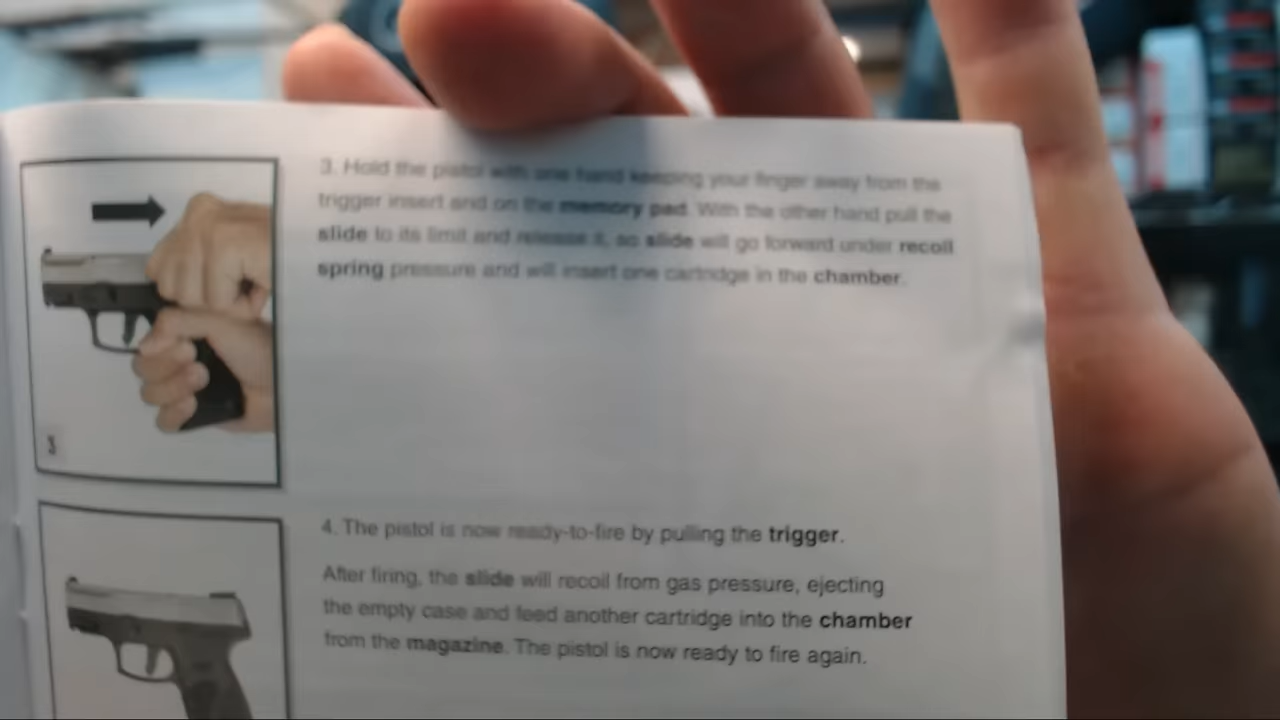 3. Hold the pistol with one hand keeping your finger away from the
trigger insert and on the memory pad. With the other hand pull the
slide to its limit and release it, so slide will go forward under recoil
spring pressure and will insert one cartridge in the chamber.
3
4. The pistol is now ready-to-fire by pulling the trigger.
After firing, the slide will recoil from gas pressure, ejecting
the empty case and feed another cartridge into the chamber
from the magazine. The pistol is now ready to fire again.